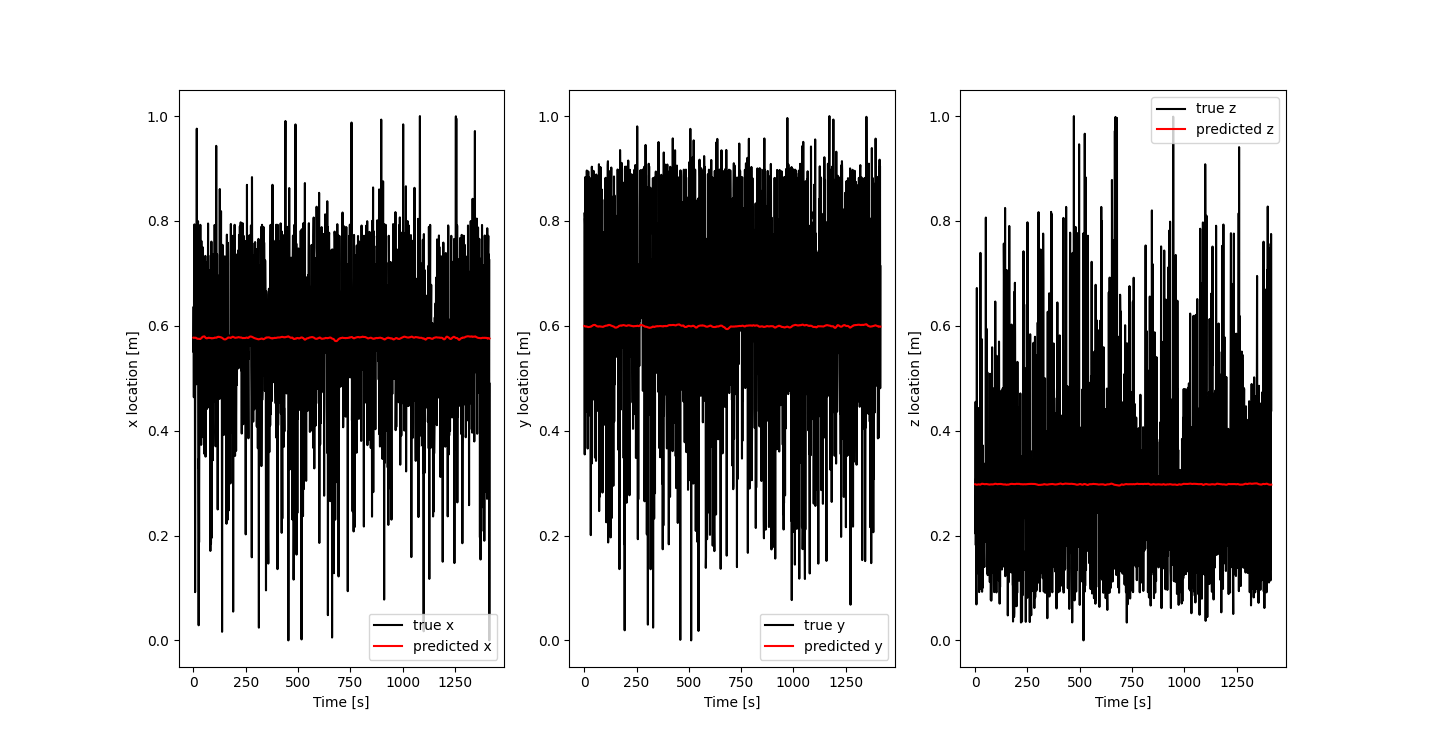 1.0
0.8
0.6
0.4
0.2
0.0
x location [m]
0 250 500 750 1000 1250
Time [s]
true x
predicted x
1.0
0.8
0.6
0.4
0.2
0.0
y location [m]
0 250 500 750 1000 1250
Time [s]
true y
predicted y
1.0
0.8
0.6
0.4
0.2
0.0
z location [m]
0 250 500 750 1000 1250
Time [s]
true z
predicted z